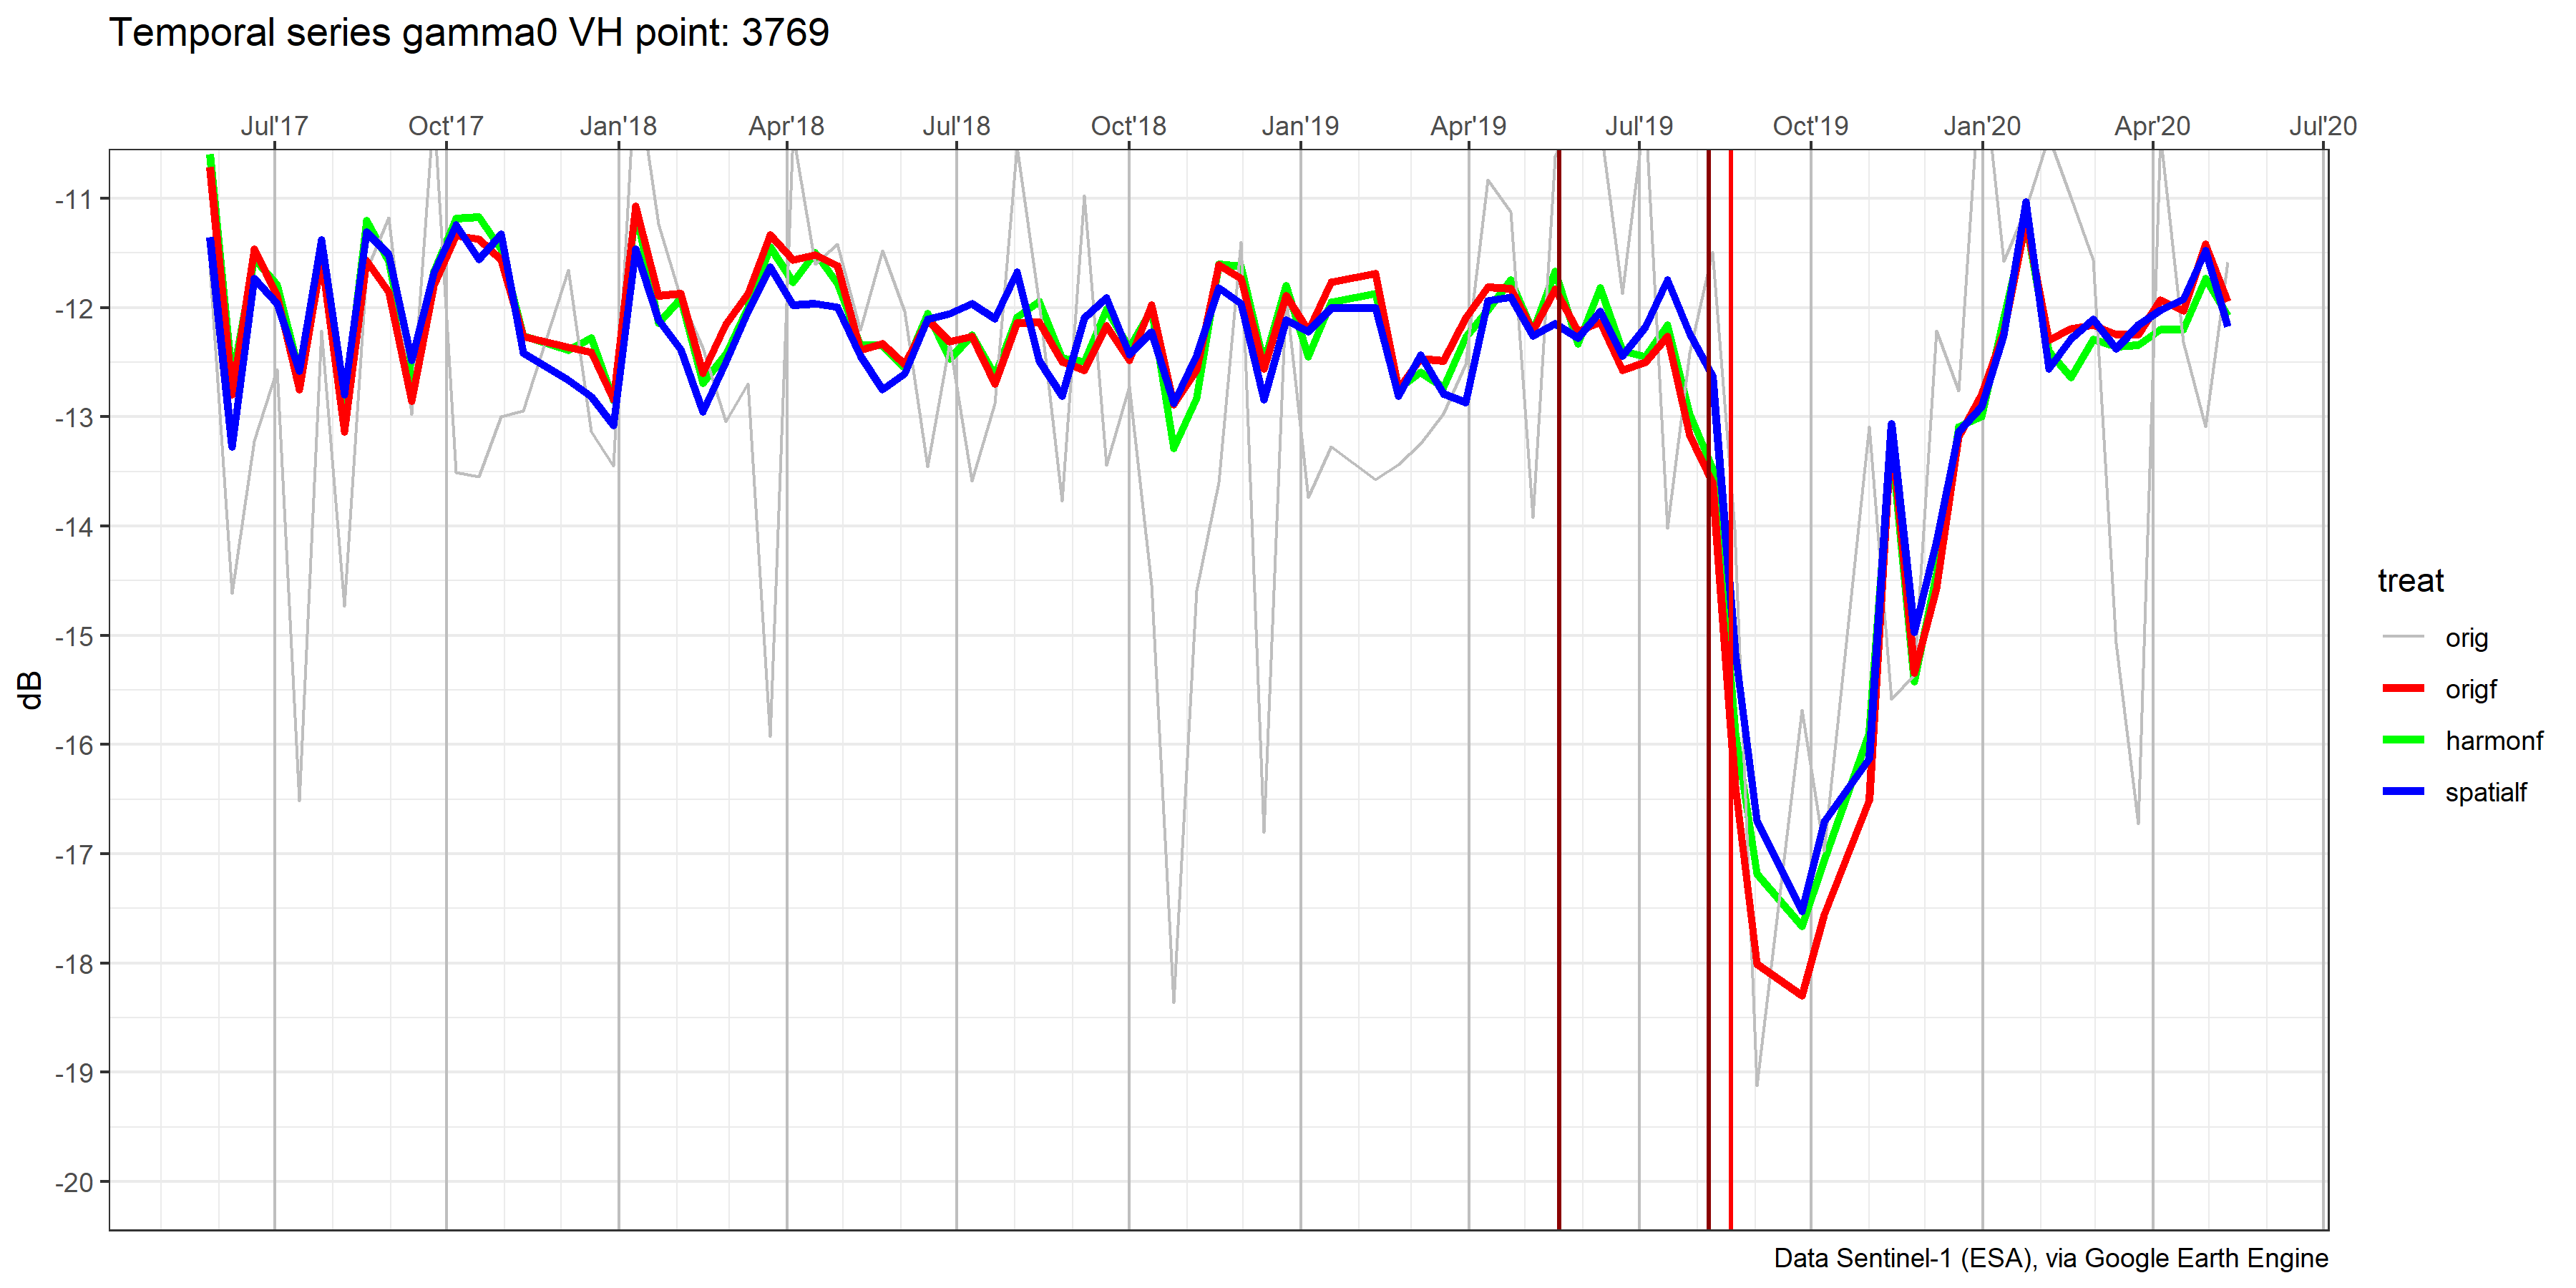 Temporal series gamma0 VH point: 3769
Jul'17 Oct'17 Jan'18 Apr'18 Jul'18 Oct'18 Jan'19 Apr'19 Jul'19 Oct'19 Jan'20 Apr'20 Jul'20
-11
-12
-13
-14
-15
-16
-17
-18
-19
-20
dB
treat
orig
origf
harmonf
spatialf
Data Sentinel-1 (ESA), via Google Earth Engine